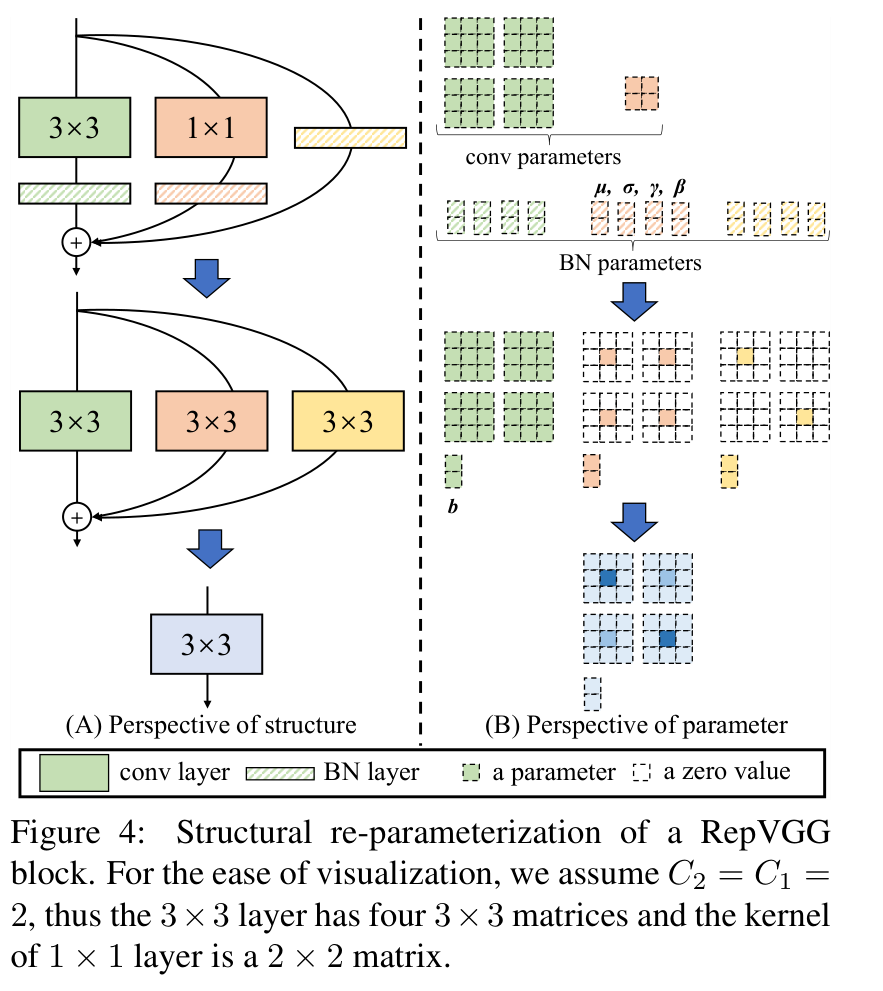 3×3
1×1
+
3×3
3×3
3×3
+
3×3
(A) Perspective of structure
conv parameters
μ, σ, γ, β
BN parameters
b
(B) Perspective of parameter
conv layer
BN layer
a parameter
a zero value
Figure 4: Structural re-parameterization of a RepVGG
block. For the ease of visualization, we assume C₂ = C₁ =
2, thus the 3 × 3 layer has four 3 × 3 matrices and the kernel
of 1 × 1 layer is a 2 × 2 matrix.